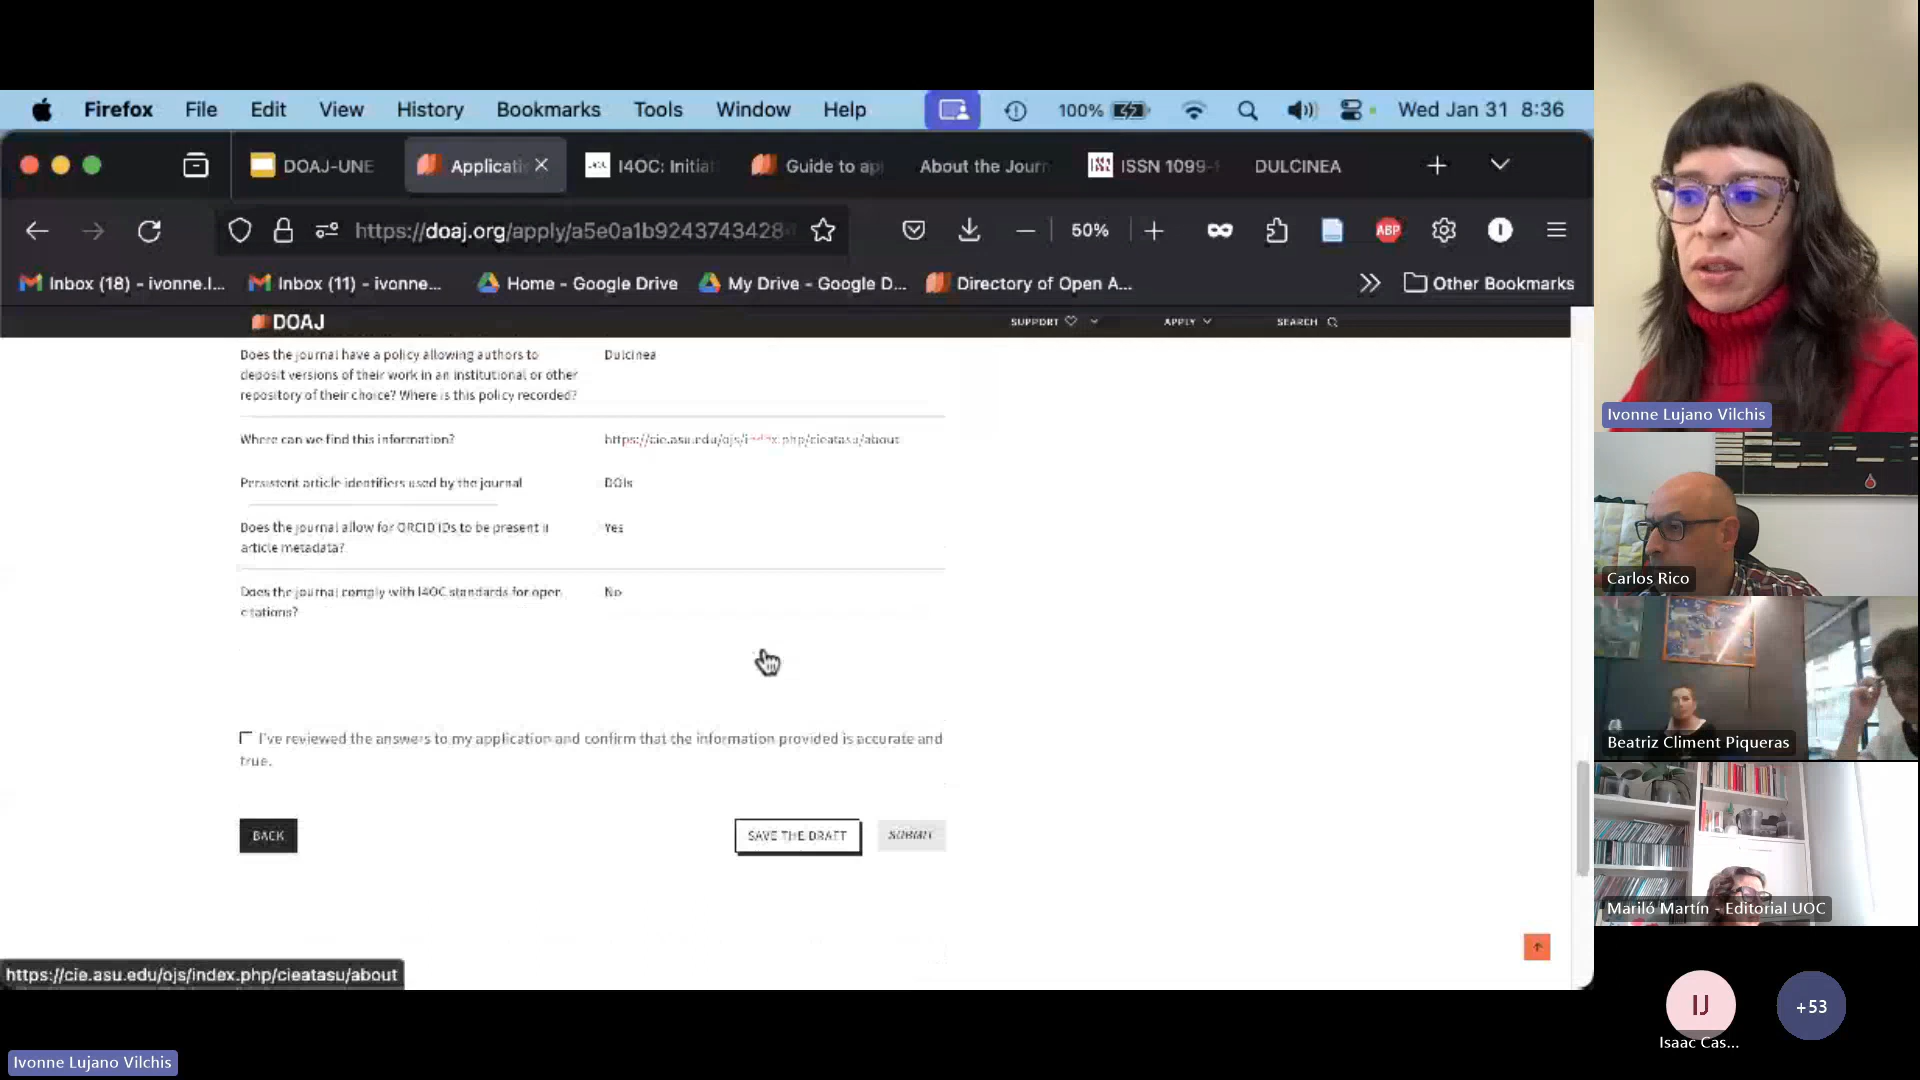 Firefox File Edit View History Bookmarks Tools Window Help 100% Wed Jan 31 8:36
DOAJ-UNE Applicati I4OC: Initia Guide to ap About the Journ ISSN 1099- DULCINEA
https://doaj.org/apply/a5e0a1b9243743428 50% ABP
Inbox (18) - ivonne.l... Inbox (11) - ivonne... Home - Google Drive My Drive - Google D... Directory of Open A... Other Bookmarks
DOAJ SUPPORT APPLY SEARCH
Does the journal have a policy allowing authors to Dulcinea
deposit versions of their work in an institutional or other
repository of their choice? Where is this policy recorded?
Where can we find this information? https://cie.asu.edu/ojs/index.php/cieatasu/about
Persistent article identifiers used by the journal DOIs
Does the journal allow for ORCID IDs to be present in Yes
article metadata?
Does the journal comply with I4OC standards for open No
citations?
I've reviewed the answers to my application and confirm that the information provided is accurate and
true.
BACK SAVE THE DRAFT SUBMIT
https://cie.asu.edu/ojs/index.php/cieatasu/about
Ivonne Lujano Vilchis
Ivonne Lujano Vilchis
Carlos Rico
Beatriz Climent Piqueras
Mariló Martín - Editorial UOC
IJ +53
Isaac Cas...